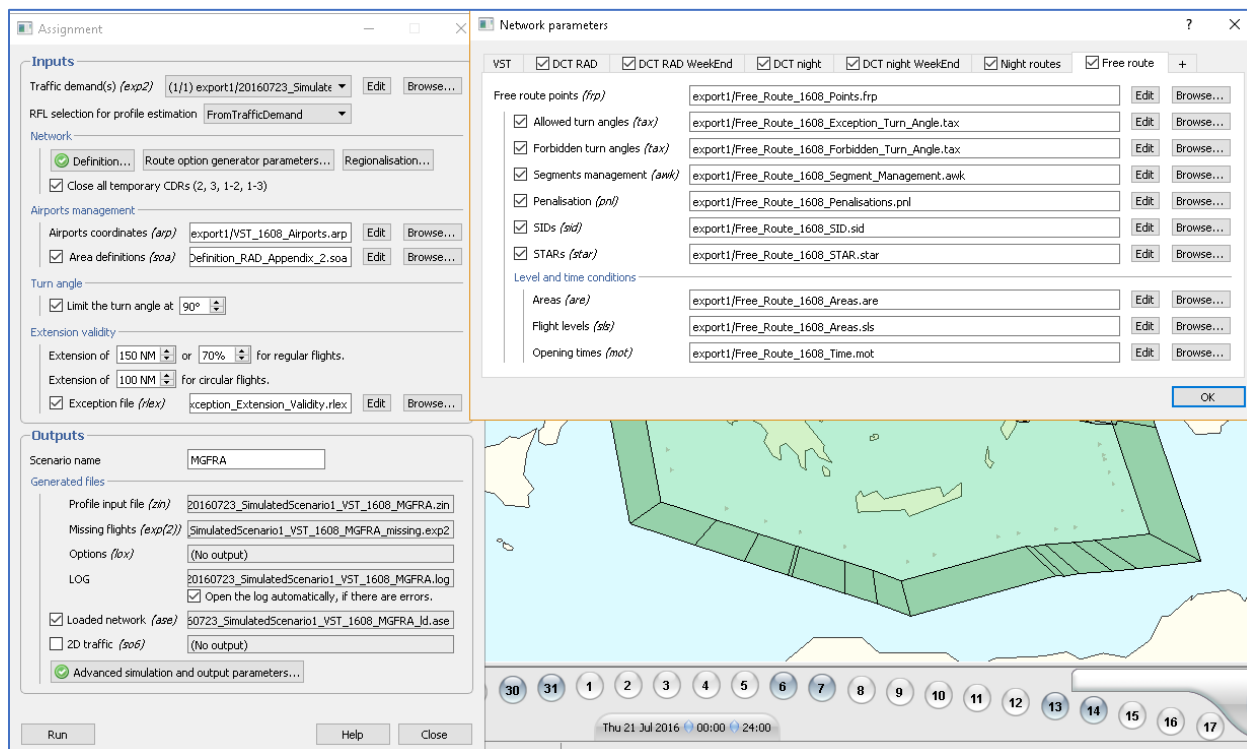 Assignment
Inputs
Traffic demand(s) (exp2) (1/1) export1/20160723_Simulate Edit Browse...
RFL selection for profile estimation FromTrafficDemand
Network
Definition... Route option generator parameters... Regionalisation...
Close all temporary CDRs (2, 3, 1-2, 1-3)
Airports management
Airports coordinates (arp) export1/VST_1608_Airports.arp Edit Browse...
Area definitions (soa) Definition_RAD_Appendix_2.soa Edit Browse...
Turn angle
Limit the turn angle at 90°
Extension validity
Extension of 150 NM or 70% for regular flights.
Extension of 100 NM for circular flights.
Exception file (rlex) xception_Extension_Validity.rlex Edit Browse...
Outputs
Scenario name MGFRA
Generated files
Profile input file (zin) 20160723_SimulatedScenario1_VST_1608_MGFRA.zin
Missing flights (exp(2)) _SimulatedScenario1_VST_1608_MGFRA_missing.exp2
Options (lox) (No output)
LOG 20160723_SimulatedScenario1_VST_1608_MGFRA.log
Open the log automatically, if there are errors.
Loaded network (ase) 60723_SimulatedScenario1_VST_1608_MGFRA_ld.ase
2D traffic (so6) (No output)
Advanced simulation and output parameters...
Run Help Close
Network parameters ?
VST DCT RAD DCT RAD WeekEnd DCT night DCT night WeekEnd Night routes Free route +
Free route points (frp) export1/Free_Route_1608_Points.frp Edit Browse...
Allowed turn angles (tax) export1/Free_Route_1608_Exception_Turn_Angle.tax Edit Browse...
Forbidden turn angles (tax) export1/Free_Route_1608_Forbidden_Turn_Angle.tax Edit Browse...
Segments management (awk) export1/Free_Route_1608_Segment_Management.awk Edit Browse...
Penalisation (pnl) export1/Free_Route_1608_Penalisations.pnl Edit Browse...
SIDs (sid) export1/Free_Route_1608_SID.sid Edit Browse...
STARs (star) export1/Free_Route_1608_STAR.star Edit Browse...
Level and time conditions
Areas (are) export1/Free_Route_1608_Areas.are Edit Browse...
Flight levels (sls) export1/Free_Route_1608_Areas.sls Edit Browse...
Opening times (mot) export1/Free_Route_1608_Time.mot Edit Browse...
OK
30 31 1 2 3 4 5 6 7 8 9 10 11 12 13 14 15 16 17
Thu 21 Jul 2016 00:00 24:00